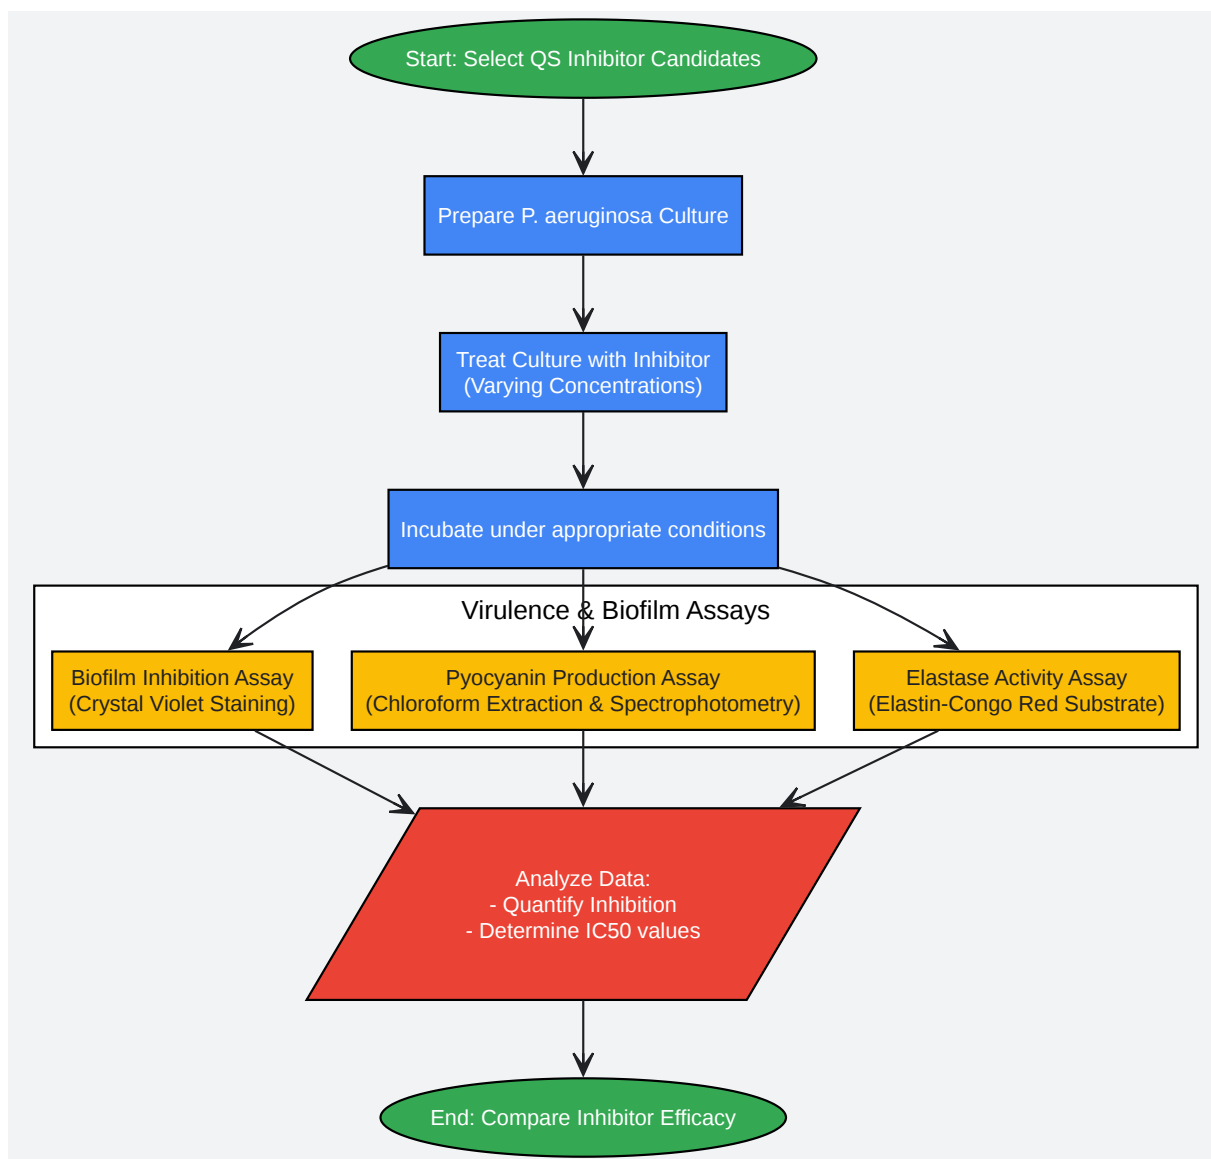 Start: Select QS Inhibitor Candidates
Prepare P. aeruginosa Culture
Treat Culture with Inhibitor
(Varying Concentrations)
Incubate under appropriate conditions
Virulence & Biofilm Assays
Biofilm Inhibition Assay
(Crystal Violet Staining)
Pyocyanin Production Assay
(Chloroform Extraction & Spectrophotometry)
Elastase Activity Assay
(Elastin-Congo Red Substrate)
Analyze Data:
- Quantify Inhibition
- Determine IC50 values
End: Compare Inhibitor Efficacy